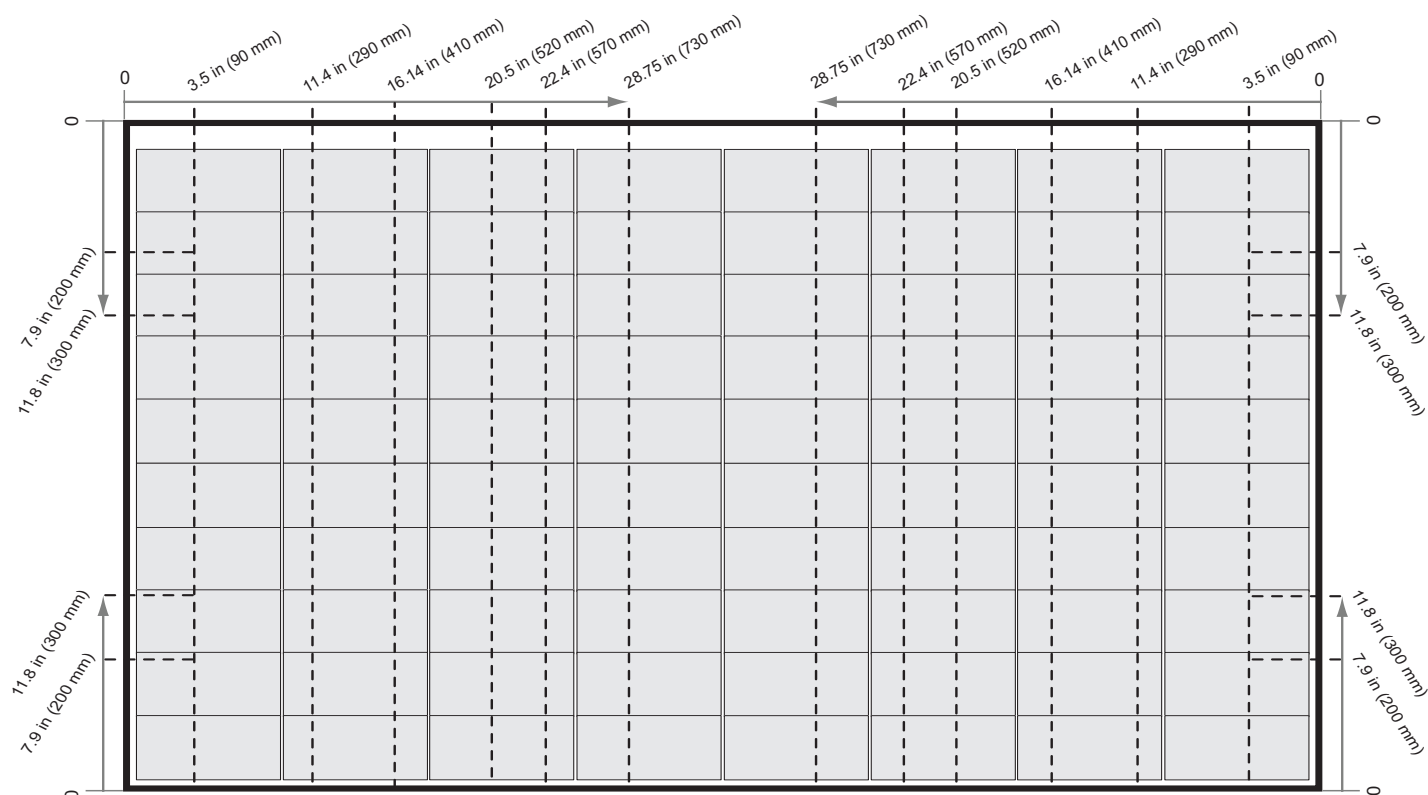 0
3.5 in (90 mm)
11.4 in (290 mm)
16.14 in (410 mm)
20.5 in (520 mm)
22.4 in (570 mm)
28.75 in (730 mm)
28.75 in (730 mm)
22.4 in (570 mm)
20.5 in (520 mm)
16.14 in (410 mm)
11.4 in (290 mm)
3.5 in (90 mm)
0
0
0
7.9 in (200 mm)
11.8 in (300 mm)
7.9 in (200 mm)
11.8 in (300 mm)
11.8 in (300 mm)
7.9 in (200 mm)
11.8 in (300 mm)
7.9 in (200 mm)
0
0